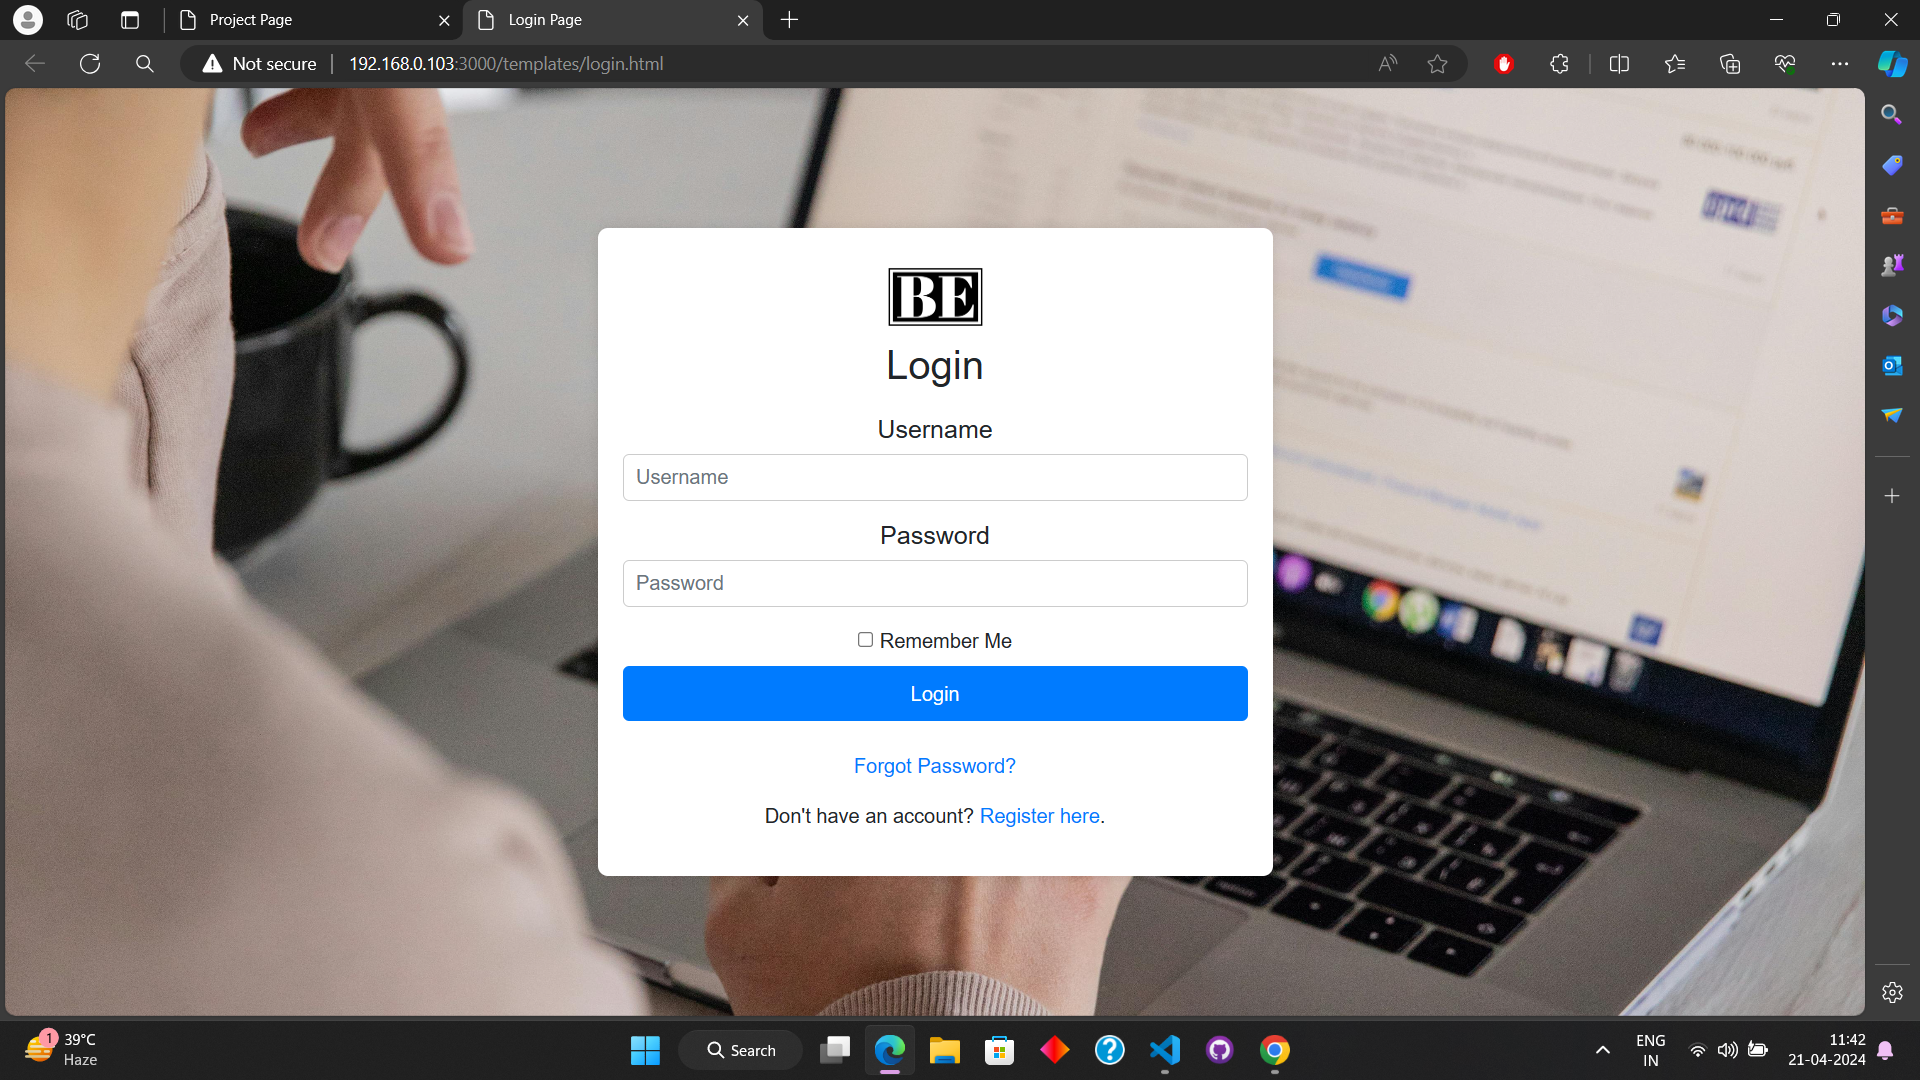 Project Page
Login Page
Not secure
192.168.0.103:3000/templates/login.html
BE
Login
Username
Username
Password
Password
Remember Me
Login
Forgot Password?
Don't have an account? Register here.
1
39°C
Haze
Search
ENG
IN
11:42
21-04-2024